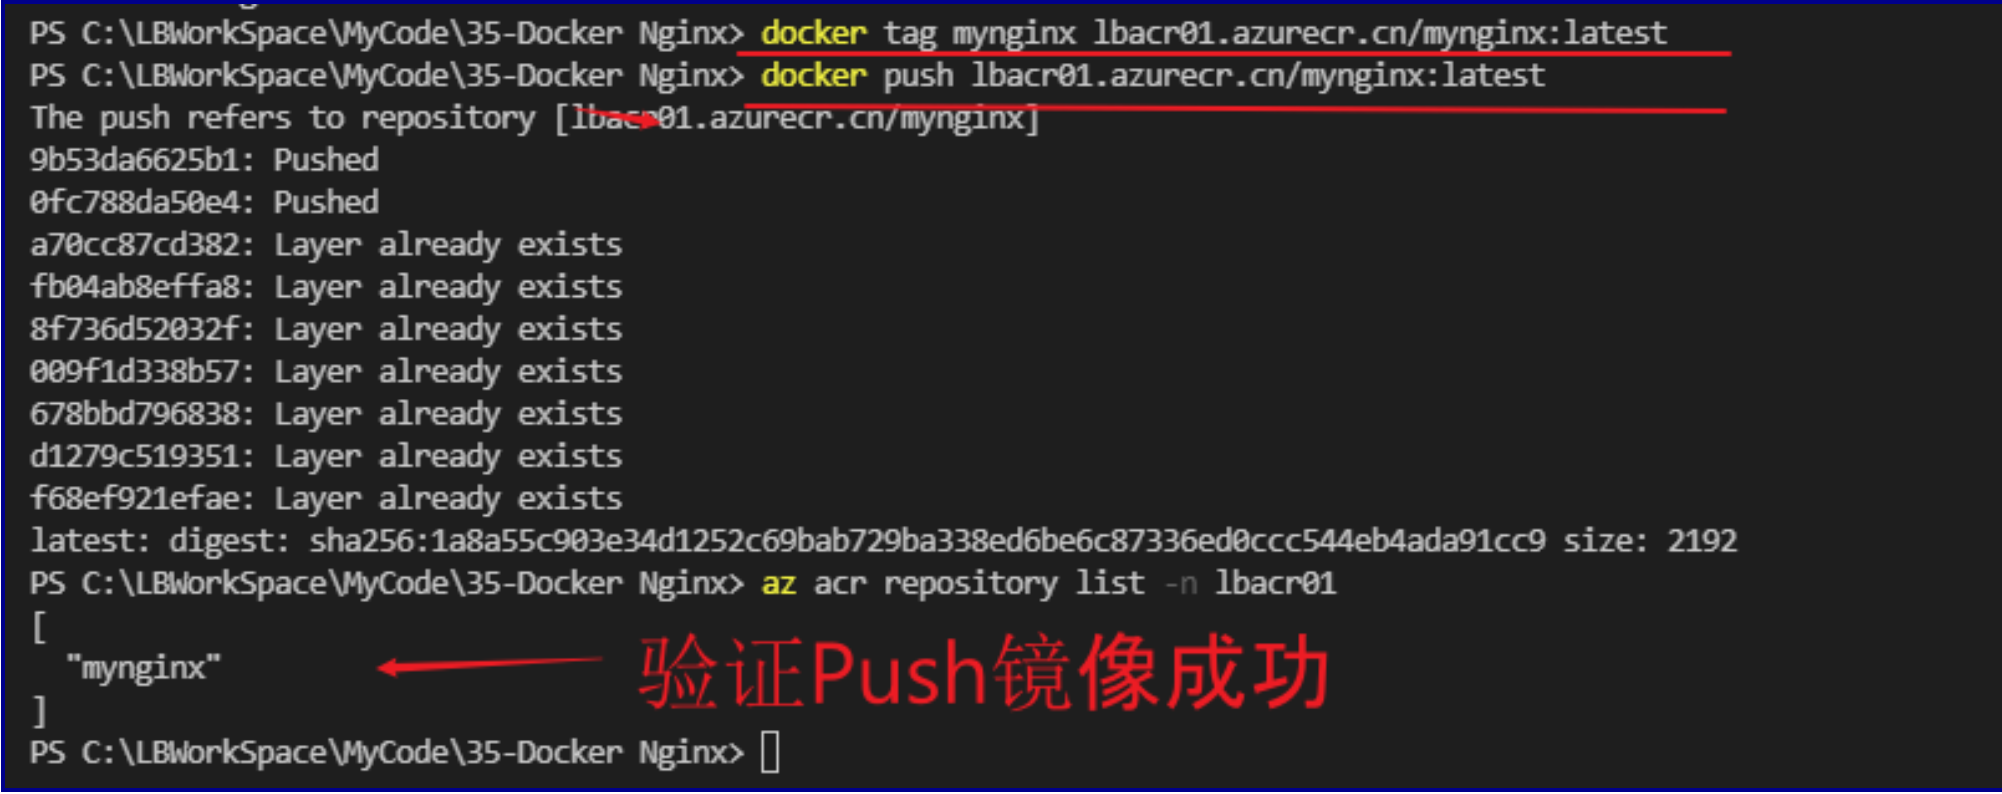 PS C:\LBWorkSpace\MyCode\35-Docker Nginx> docker tag mynginx lbacr01.azurecr.cn/mynginx:latest
PS C:\LBWorkSpace\MyCode\35-Docker Nginx> docker push lbacr01.azurecr.cn/mynginx:latest
The push refers to repository [lbacr01.azurecr.cn/mynginx]
9b53da6625b1: Pushed
0fc788da50e4: Pushed
a70cc87cd382: Layer already exists
fb04ab8effa8: Layer already exists
8f736d52032f: Layer already exists
009f1d338b57: Layer already exists
678bbd796838: Layer already exists
d1279c519351: Layer already exists
f68ef921efae: Layer already exists
latest: digest: sha256:1a8a55c903e34d1252c69bab729ba338ed6be6c87336ed0ccc544eb4ada91cc9 size: 2192
PS C:\LBWorkSpace\MyCode\35-Docker Nginx> az acr repository list -n lbacr01
[
"mynginx" 验证Push镜像成功
]
PS C:\LBWorkSpace\MyCode\35-Docker Nginx>